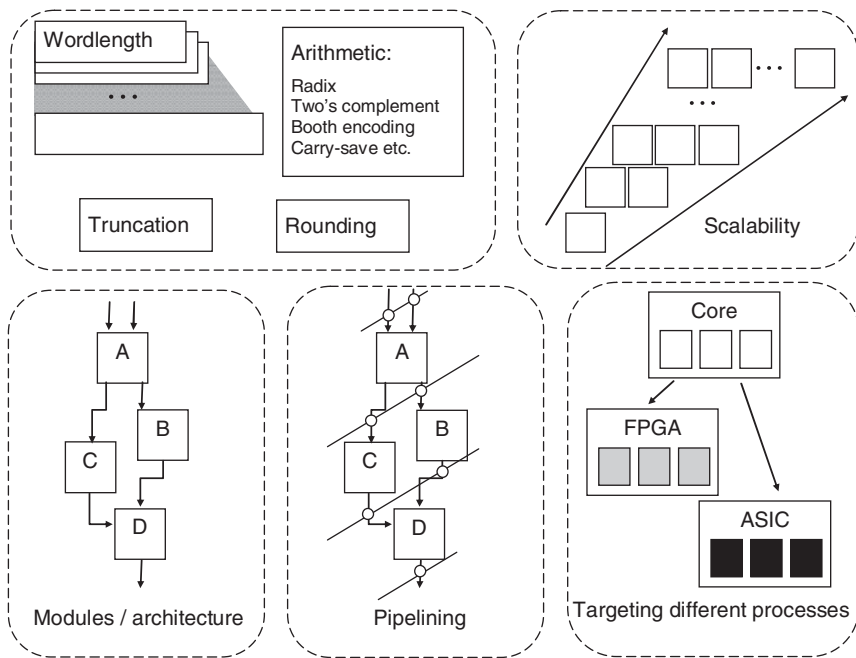 Wordlength
• • •
Arithmetic:
Radix
Two's complement
Booth encoding
Carry-save etc.
Truncation
Rounding
• • •
• • •
Scalability
A
B
C
D
Modules / architecture
A
B
C
D
Pipelining
Core
FPGA
ASIC
Targeting different processes